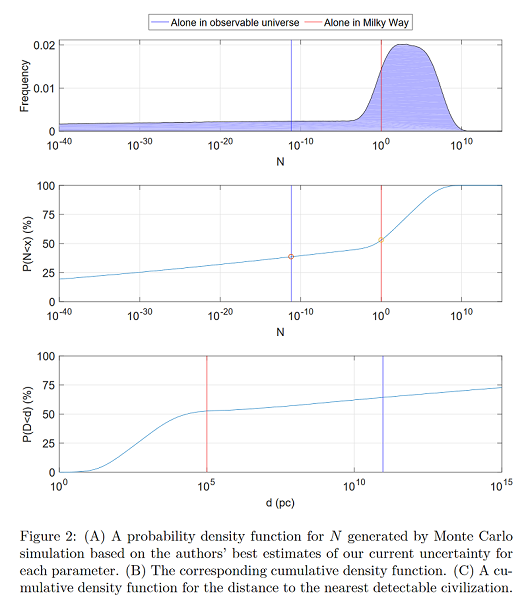 Alone in observable universe Alone in Milky Way
0.02
0.01
0
Frequency
10^-40 10^-30 10^-20 10^-10 10^0 10^10
N
100
75
50
25
0
P(N<x) (%)
10^-40 10^-30 10^-20 10^-10 10^0 10^10
N
100
75
50
25
0
P(D<d) (%)
10^0 10^5 10^10 10^15
d (pc)
Figure 2: (A) A probability density function for N generated by Monte Carlo
simulation based on the authors' best estimates of our current uncertainty for
each parameter. (B) The corresponding cumulative density function. (C) A cu-
mulative density function for the distance to the nearest detectable civilization.